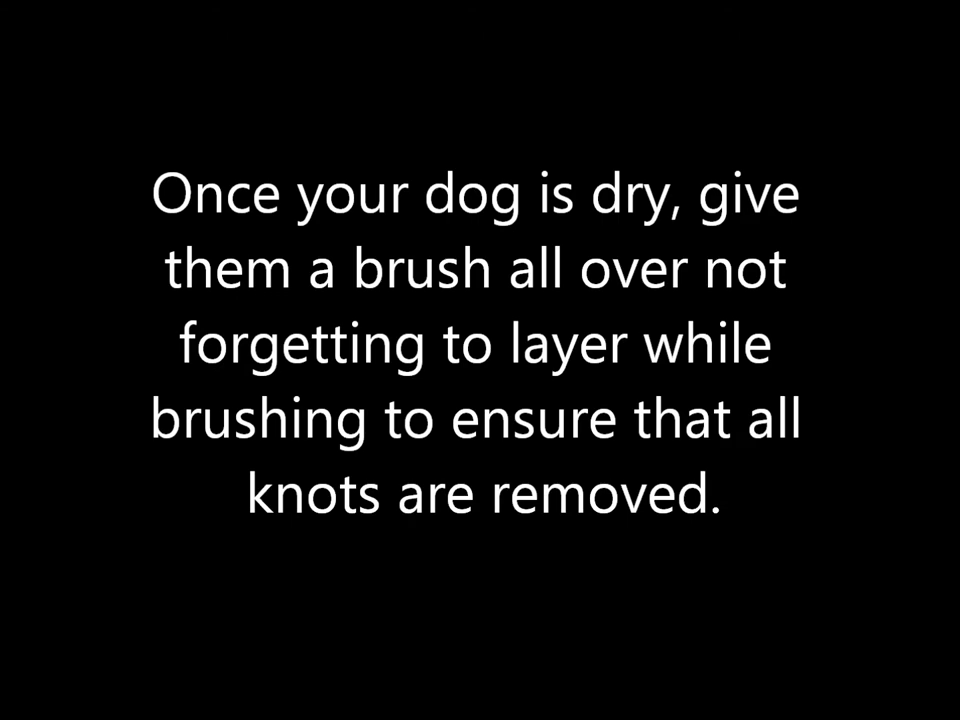 Once your dog is dry, give
them a brush all over not
forgetting to layer while
brushing to ensure that all
knots are removed.